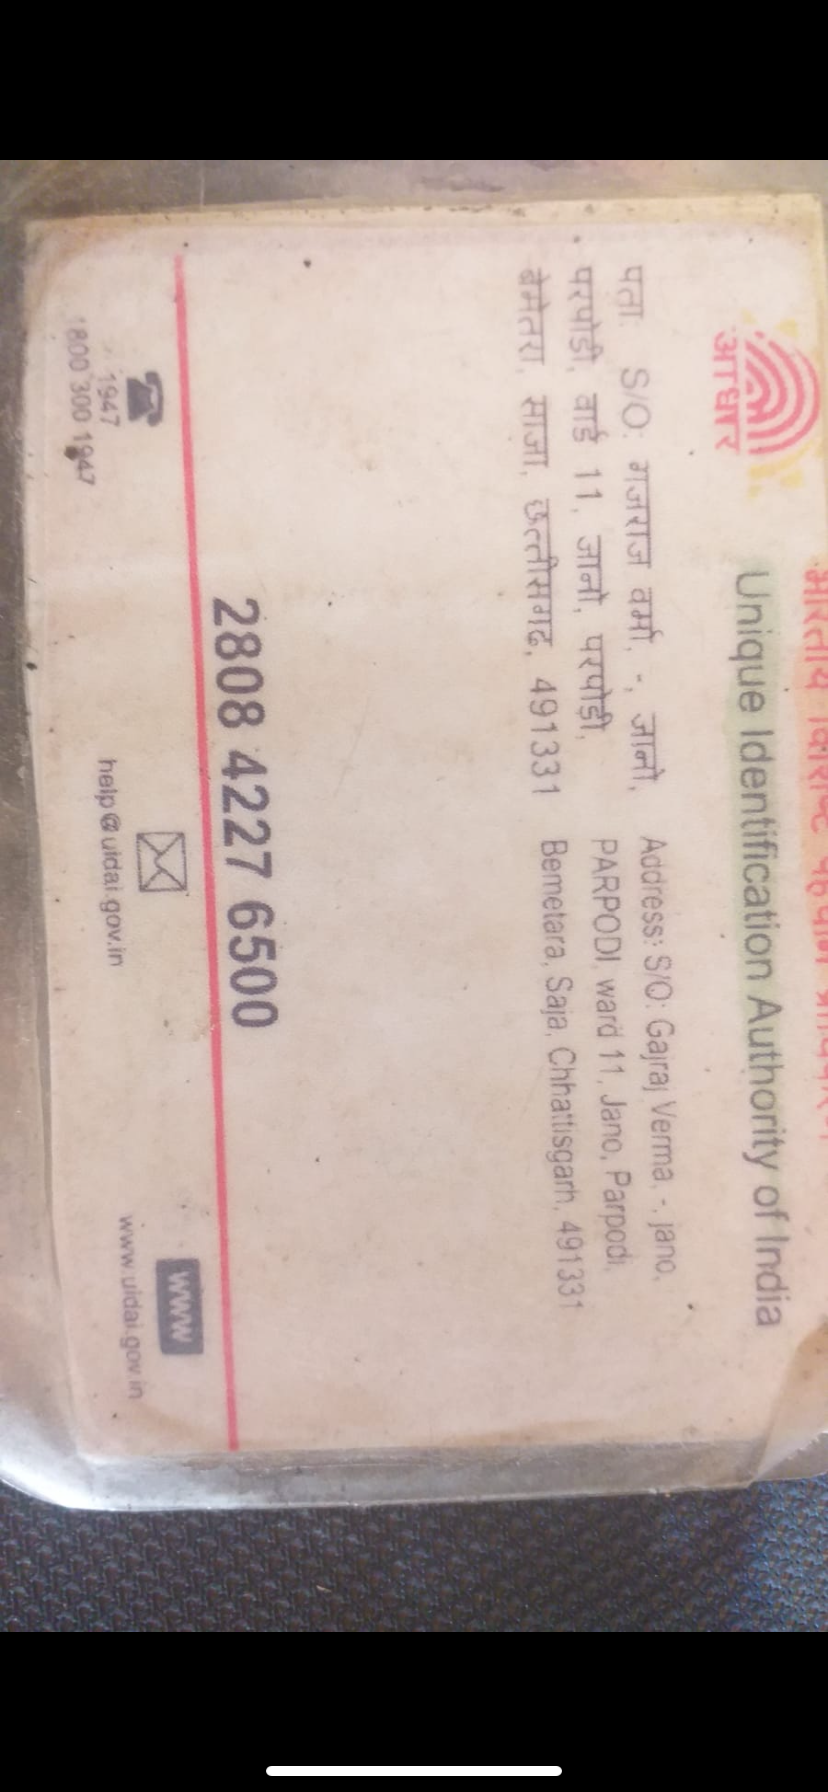 आधार
Unique Identification Authority of India
पता: S/O: गजराज वर्मा, -, जानो,
परपोडी, वार्ड 11, जानो, परपोडी,
बेमेतरा, साजा, छत्तीसगढ, 491331
Address: S/O: Gajraj Verma, -, jano,
PARPODI, ward 11, Jano, Parpodi,
Bemetara, Saja, Chhattisgarh, 491331
2808 4227 6500
1947
1800 300 1947
help@uidai.gov.in
www
www.uidai.gov.in